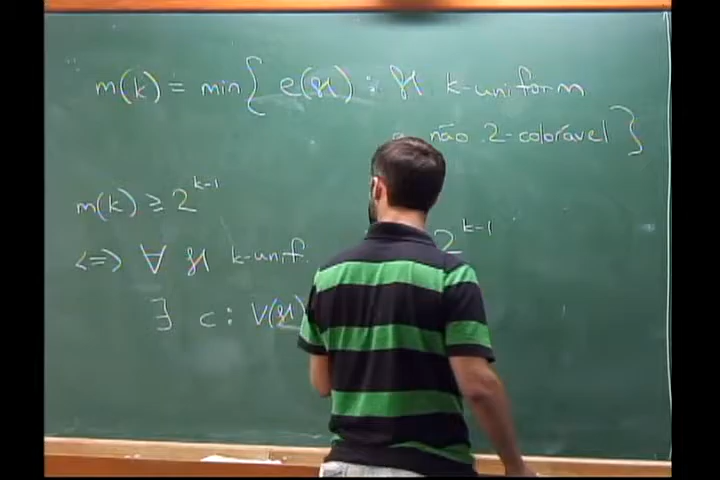 m(k) = min { e(ℋ) : ℋ k-uniform
e não 2-colorável }
m(k) ≥ 2^{k-1}
⟺ ∀ ℋ k-unif. 2^{k-1}
∃ c : V(ℋ)